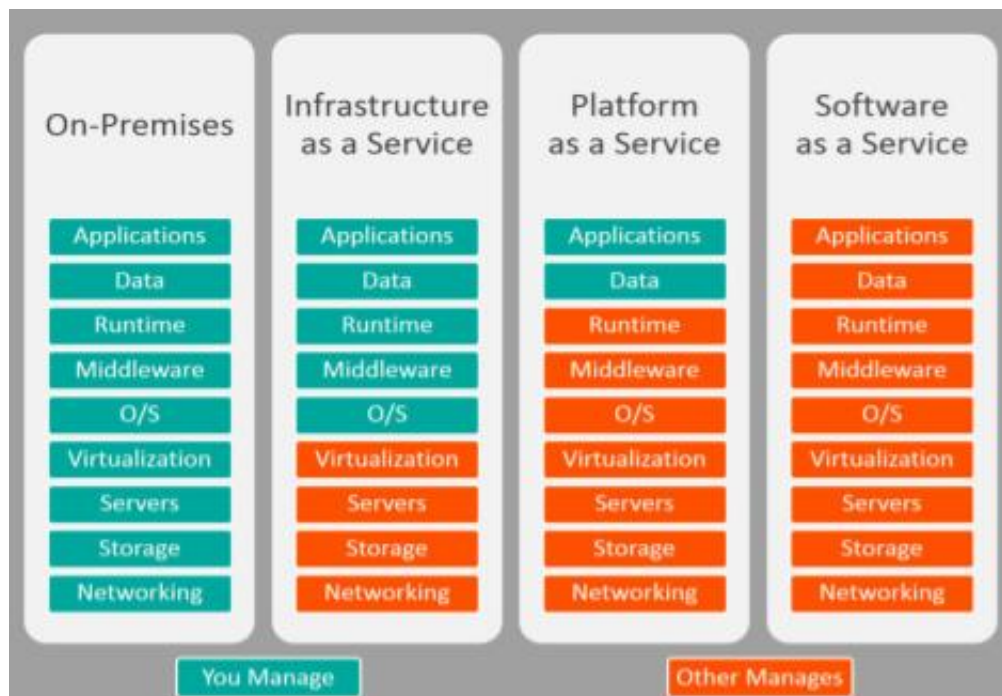 On-Premises
Applications
Data
Runtime
Middleware
O/S
Virtualization
Servers
Storage
Networking
Infrastructure
as a Service
Applications
Data
Runtime
Middleware
O/S
Virtualization
Servers
Storage
Networking
Platform
as a Service
Applications
Data
Runtime
Middleware
O/S
Virtualization
Servers
Storage
Networking
Software
as a Service
Applications
Data
Runtime
Middleware
O/S
Virtualization
Servers
Storage
Networking
You Manage
Other Manages